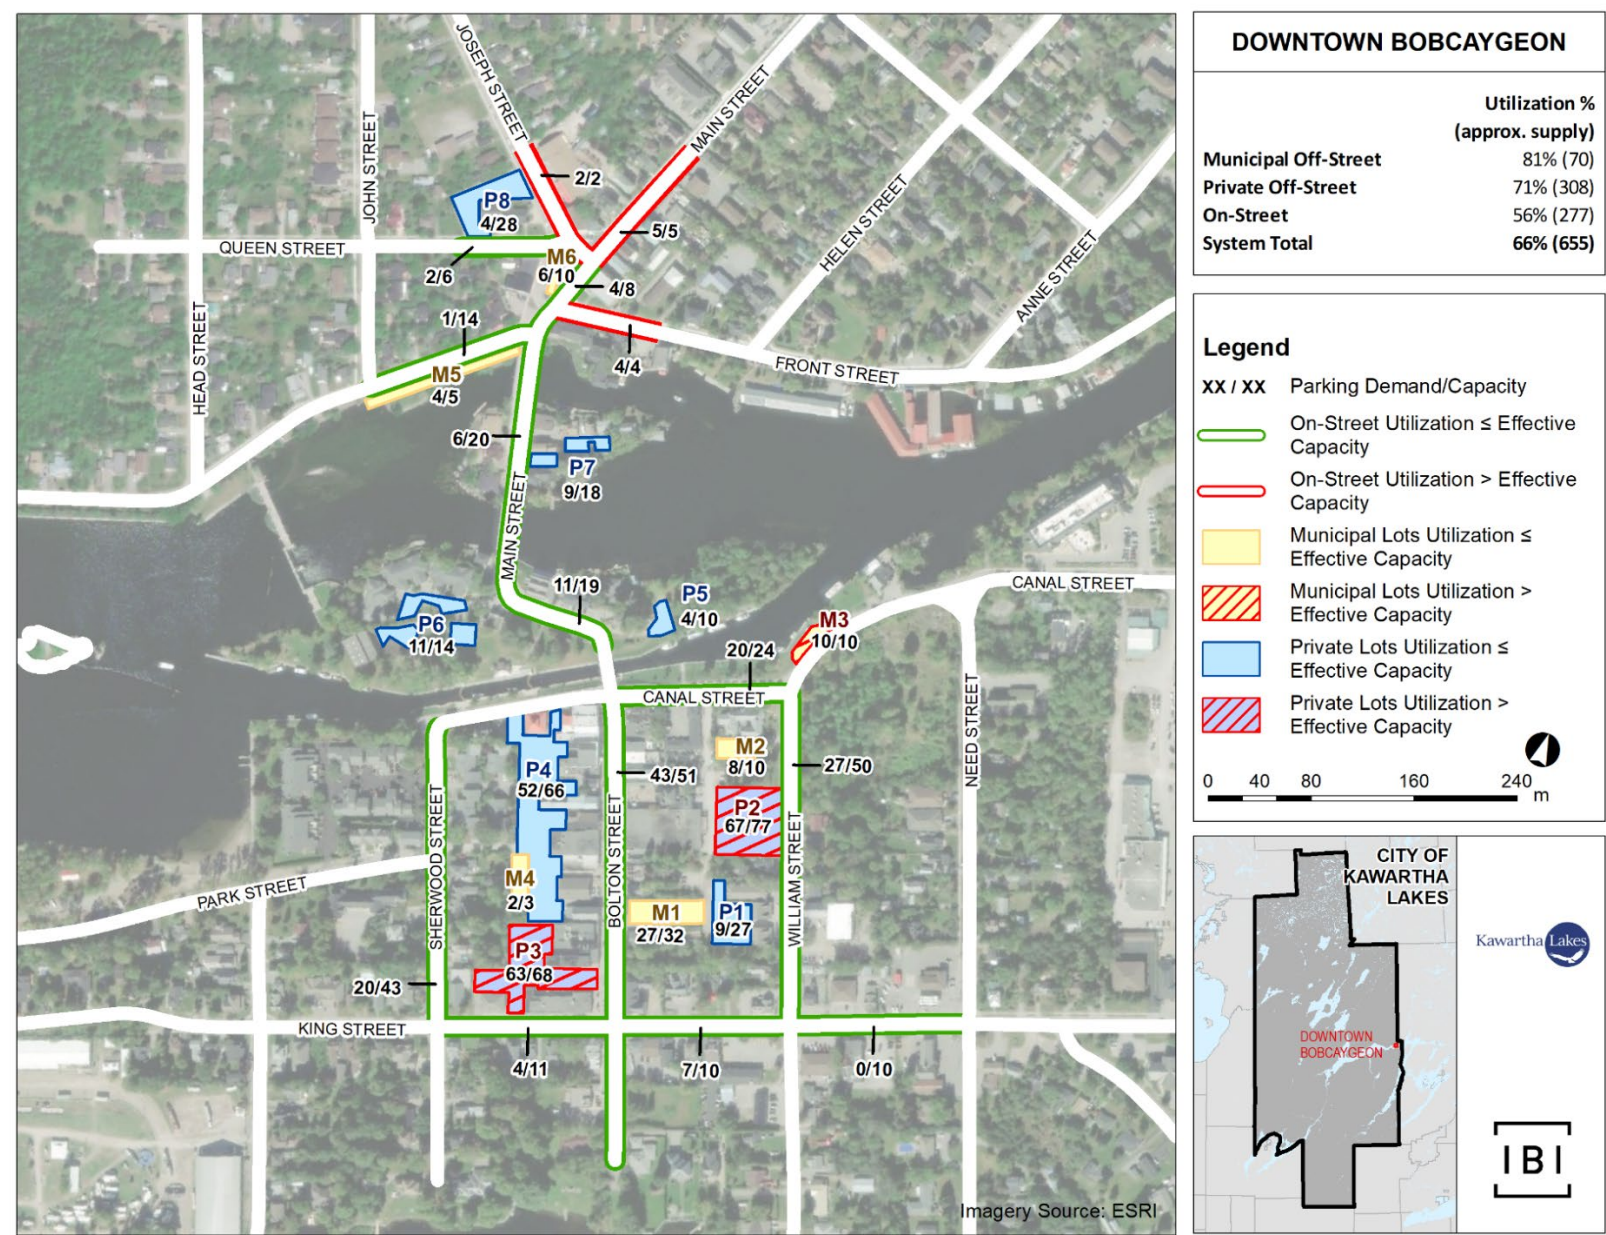 JOSEPH STREET
MAIN STREET
2/2
JOHN STREET
P8
4/28
5/5
HELEN STREET
QUEEN STREET
M6
6/10
2/6
4/8
ANNE STREET
1/14
HEAD STREET
M5
4/5
4/4
FRONT STREET
6/20
P7
9/18
MAIN STREET
11/19
CANAL STREET
P5
4/10
P6
11/14
M3
10/10
20/24
CANAL STREET
NEED STREET
M2
8/10
27/50
P4
52/66
43/51
P2
67/77
SHERWOOD STREET
BOLTON STREET
WILLIAM STREET
PARK STREET
M4
2/3
M1
27/32
P1
9/27
P3
63/68
20/43
KING STREET
4/11
7/10
0/10
Imagery Source: ESRI
DOWNTOWN BOBCAYGEON
Utilization %
(approx. supply)
Municipal Off-Street 81% (70)
Private Off-Street 71% (308)
On-Street 56% (277)
System Total 66% (655)
Legend
XX / XX Parking Demand/Capacity
On-Street Utilization ≤ Effective
Capacity
On-Street Utilization > Effective
Capacity
Municipal Lots Utilization ≤
Effective Capacity
Municipal Lots Utilization >
Effective Capacity
Private Lots Utilization ≤
Effective Capacity
Private Lots Utilization >
Effective Capacity
0 40 80 160 240
m
CITY OF
KAWARTHA
LAKES
DOWNTOWN
BOBCAYGEON
Kawartha Lakes
IBI